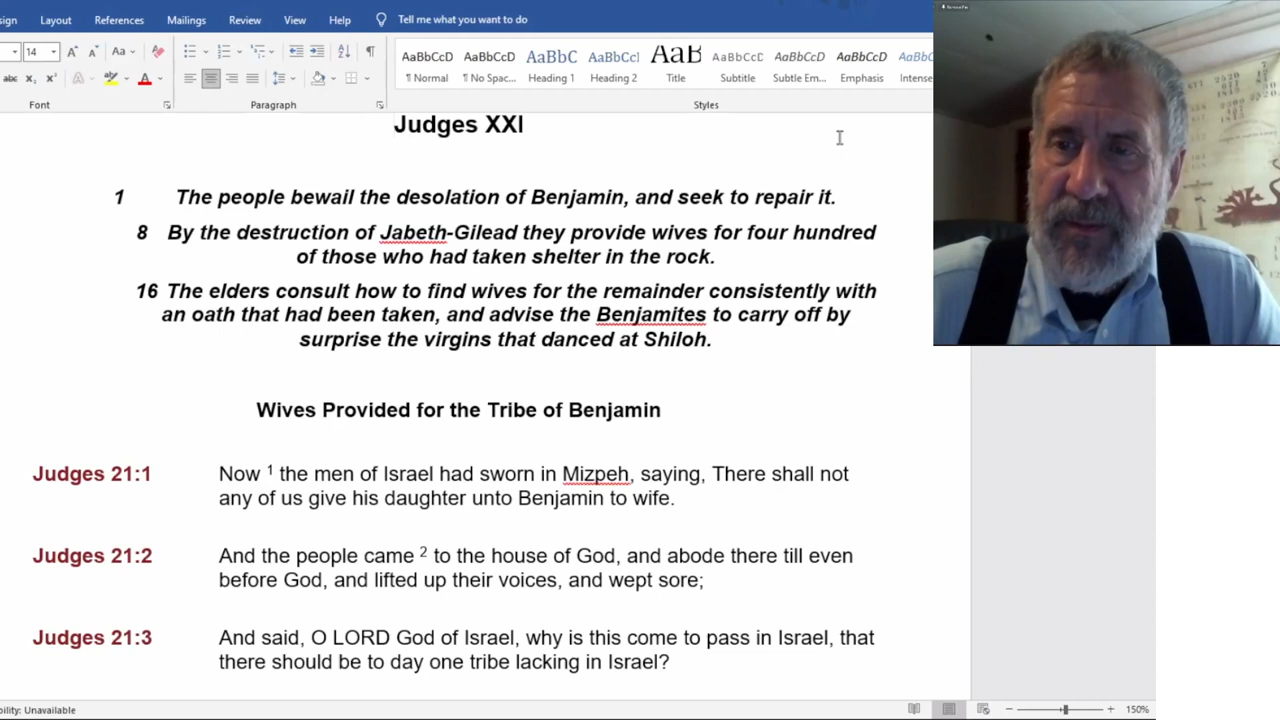 sign Layout References Mailings Review View Help Tell me what you want to do
14 Aa
AaBbCcD AaBbCcD AaBbC AaBbCcI AaB AaBbCcD AaBbCcD AaBbCcD AaBbCc
abc x₂ x² A A
¶ Normal ¶ No Spac... Heading 1 Heading 2 Title Subtitle Subtle Em... Emphasis Intense
Font Paragraph Styles
Judges XXI
1 The people bewail the desolation of Benjamin, and seek to repair it.
8 By the destruction of Jabeth-Gilead they provide wives for four hundred
of those who had taken shelter in the rock.
16 The elders consult how to find wives for the remainder consistently with
an oath that had been taken, and advise the Benjamites to carry off by
surprise the virgins that danced at Shiloh.
Wives Provided for the Tribe of Benjamin
Judges 21:1 Now 1 the men of Israel had sworn in Mizpeh, saying, There shall not
any of us give his daughter unto Benjamin to wife.
Judges 21:2 And the people came 2 to the house of God, and abode there till even
before God, and lifted up their voices, and wept sore;
Judges 21:3 And said, O LORD God of Israel, why is this come to pass in Israel, that
there should be to day one tribe lacking in Israel?
bility: Unavailable 150%
2520
677
1843